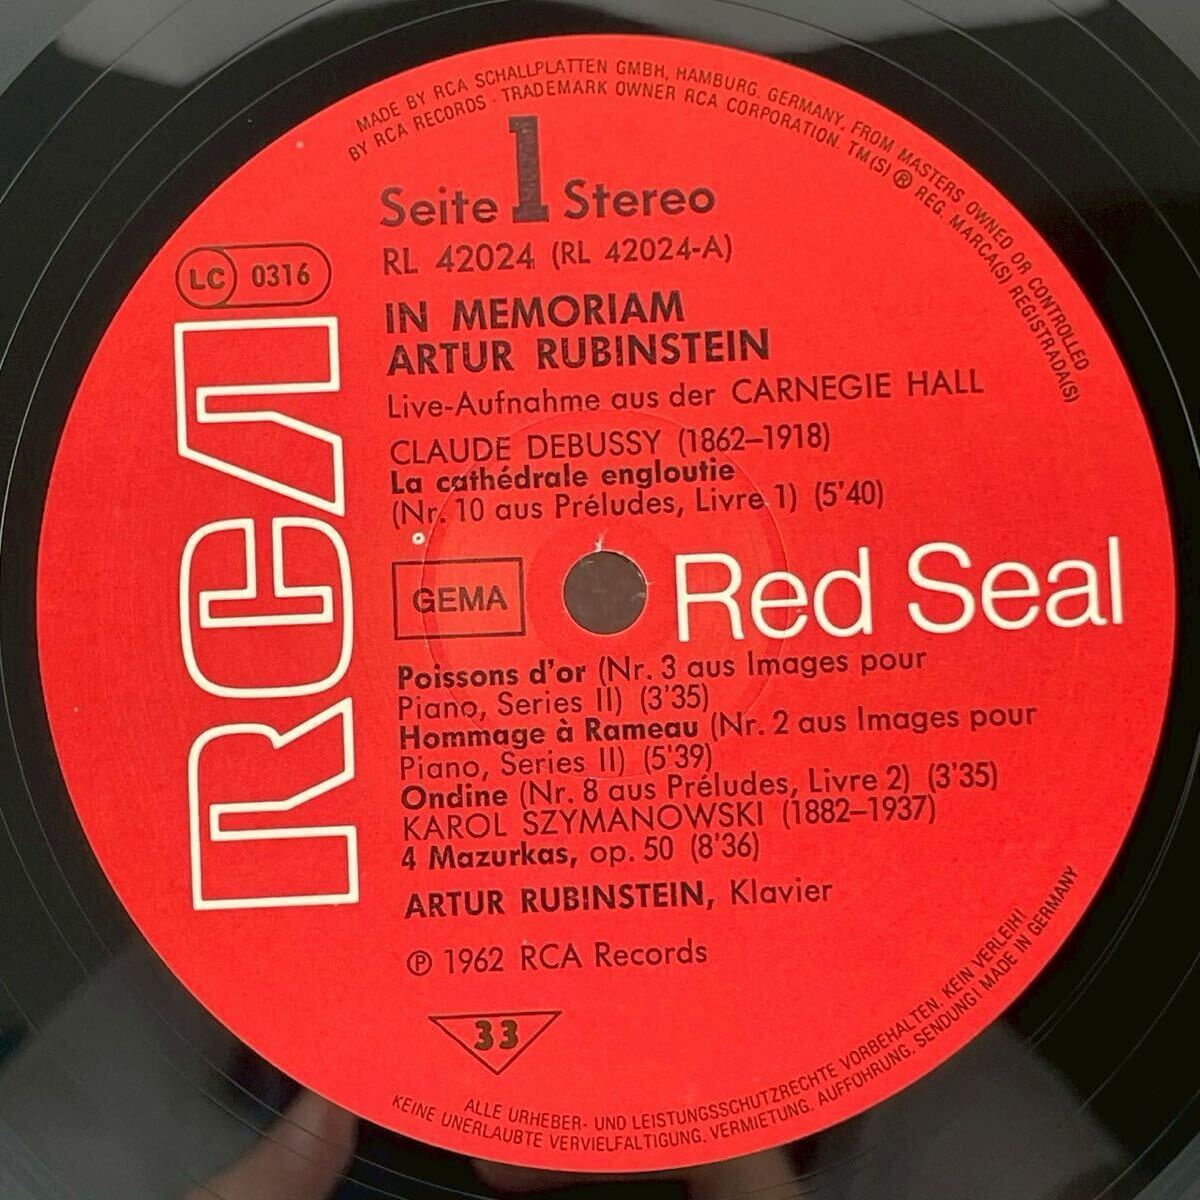 MADE BY RCA SCHALLPLATTEN GMBH, HAMBURG, GERMANY, FROM MASTERS OWNED OR CONTROLLED
BY RCA RECORDS · TRADEMARK OWNER RCA CORPORATION. TM(S) ® REG. MARCA(S) REGISTRADA(S)
Seite 1 Stereo
RL 42024 (RL 42024-A)
LC 0316
IN MEMORIAM
ARTUR RUBINSTEIN
Live-Aufnahme aus der CARNEGIE HALL
CLAUDE DEBUSSY (1862–1918)
La cathédrale engloutie
(Nr. 10 aus Préludes, Livre 1) (5'40)
RCA
GEMA
Red Seal
Poissons d'or (Nr. 3 aus Images pour
Piano, Series II) (3'35)
Hommage à Rameau (Nr. 2 aus Images pour
Piano, Series II) (5'39)
Ondine (Nr. 8 aus Préludes, Livre 2) (3'35)
KAROL SZYMANOWSKI (1882–1937)
4 Mazurkas, op. 50 (8'36)
ARTUR RUBINSTEIN, Klavier
℗ 1962 RCA Records
33
ALLE URHEBER- UND LEISTUNGSSCHUTZRECHTE VORBEHALTEN. KEIN VERLEIH!
KEINE UNERLAUBTE VERVIELFALTIGUNG, VERMIETUNG, AUFFUHRUNG, SENDUNG! MADE IN GERMANY